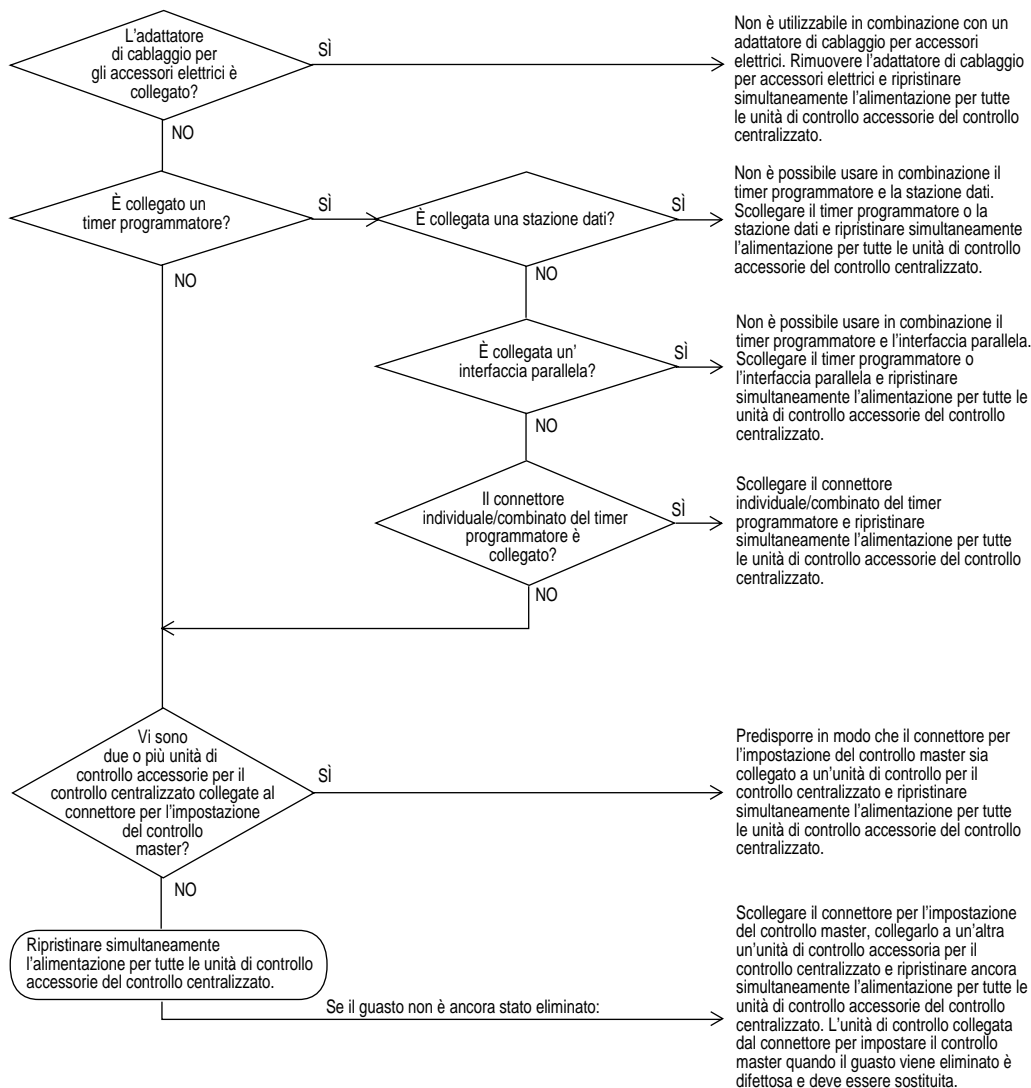 L'adattatore
di cablaggio per
gli accessori elettrici è
collegato?
SÌ
Non è utilizzabile in combinazione con un
adattatore di cablaggio per accessori
elettrici. Rimuovere l'adattatore di cablaggio
per accessori elettrici e ripristinare
simultaneamente l'alimentazione per tutte
le unità di controllo accessorie del controllo
centralizzato.
NO
È collegato un
timer programmatore?
SÌ
È collegata una stazione dati?
SÌ
Non è possibile usare in combinazione il
timer programmatore e la stazione dati.
Scollegare il timer programmatore o la
stazione dati e ripristinare simultaneamente
l'alimentazione per tutte le unità di controllo
accessorie del controllo centralizzato.
NO
NO
È collegata un'
interfaccia parallela?
SÌ
Non è possibile usare in combinazione il
timer programmatore e l'interfaccia parallela.
Scollegare il timer programmatore o
l'interfaccia parallela e ripristinare
simultaneamente l'alimentazione per tutte le
unità di controllo accessorie del controllo
centralizzato.
NO
Il connettore
individuale/combinato del timer
programmatore è
collegato?
SÌ
Scollegare il connettore
individuale/combinato del timer
programmatore e ripristinare
simultaneamente l'alimentazione per tutte
le unità di controllo accessorie del controllo
centralizzato.
NO
Vi sono
due o più unità di
controllo accessorie per il
controllo centralizzato collegate al
connettore per l'impostazione
del controllo
master?
SÌ
Predisporre in modo che il connettore per
l'impostazione del controllo master sia
collegato a un'unità di controllo per il
controllo centralizzato e ripristinare
simultaneamente l'alimentazione per tutte
le unità di controllo accessorie del controllo
centralizzato.
NO
Ripristinare simultaneamente
l'alimentazione per tutte le unità di controllo
accessorie del controllo centralizzato.
Se il guasto non è ancora stato eliminato:
Scollegare il connettore per l'impostazione
del controllo master, collegarlo a un'altra
un'unità di controllo accessoria per il
controllo centralizzato e ripristinare ancora
simultaneamente l'alimentazione per tutte le
unità di controllo accessorie del controllo
centralizzato. L'unità di controllo collegata
dal connettore per impostare il controllo
master quando il guasto viene eliminato è
difettosa e deve essere sostituita.